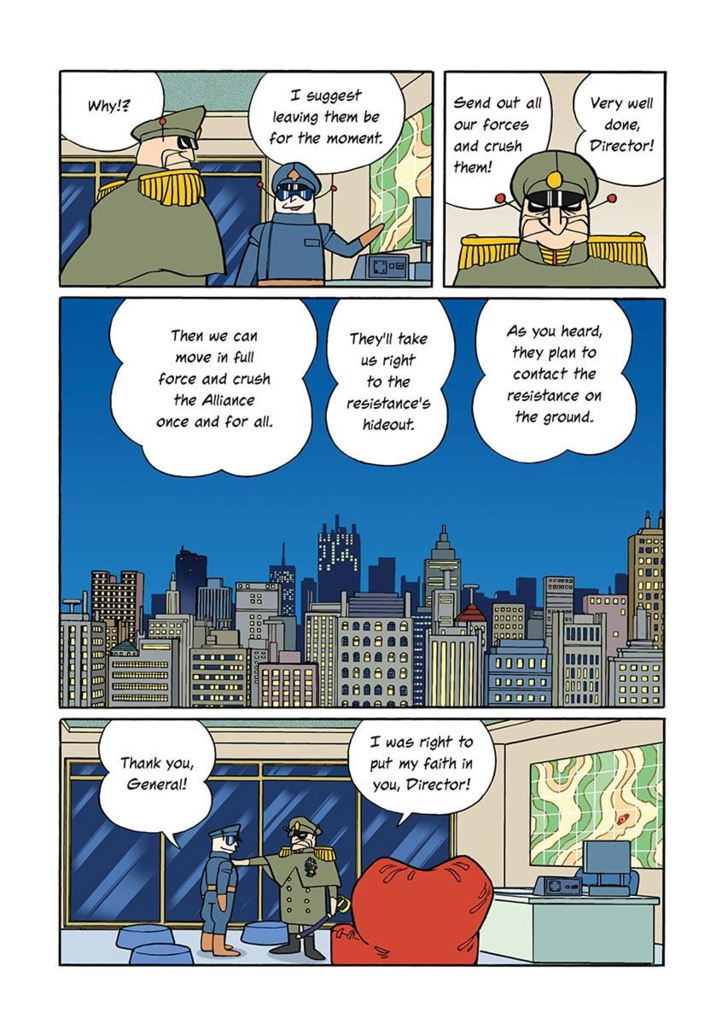 Very well
done,
Director!
Send out all
our forces
and crush
them!
I suggest
leaving them be
for the moment.
Why!?
As you heard,
they plan to
contact the
resistance on
the ground.
They'll take
us right
to the
resistance's
hideout.
Then we can
move in full
force and crush
the Alliance
once and for all.
I was right to
put my faith in
you, Director!
Thank you,
General!